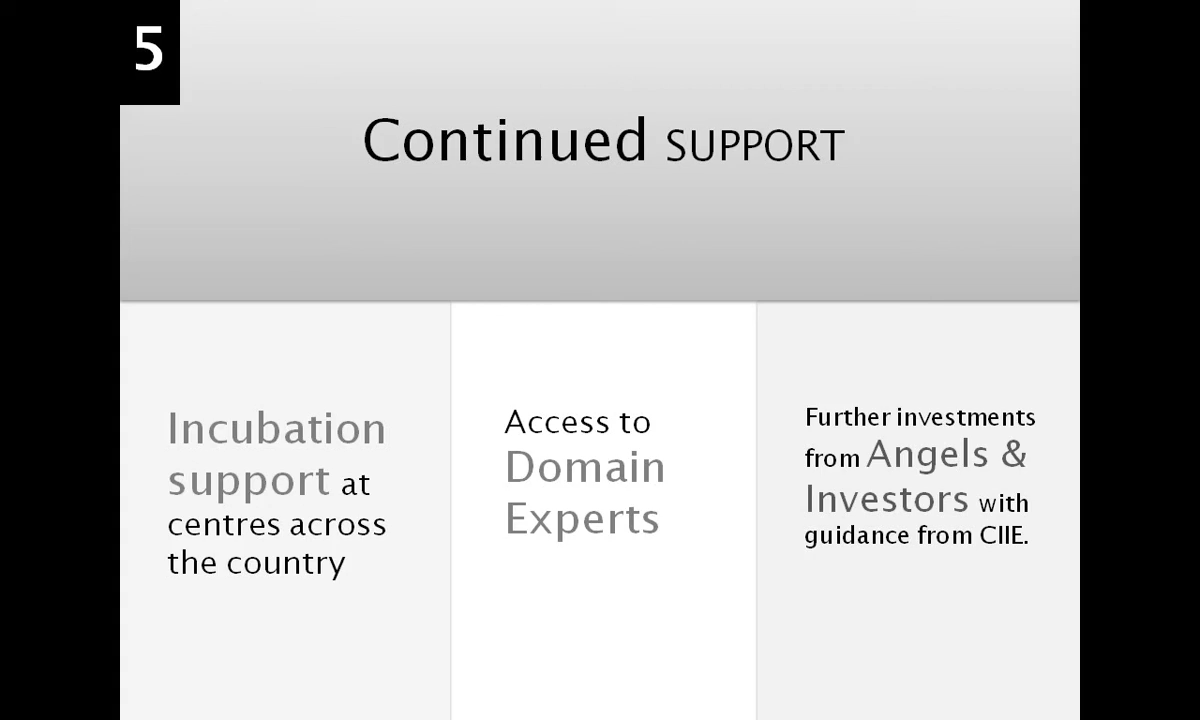 5
Continued SUPPORT
Incubation
support at
centres across
the country
Access to
Domain
Experts
Further investments
from Angels &
Investors with
guidance from CIIE.